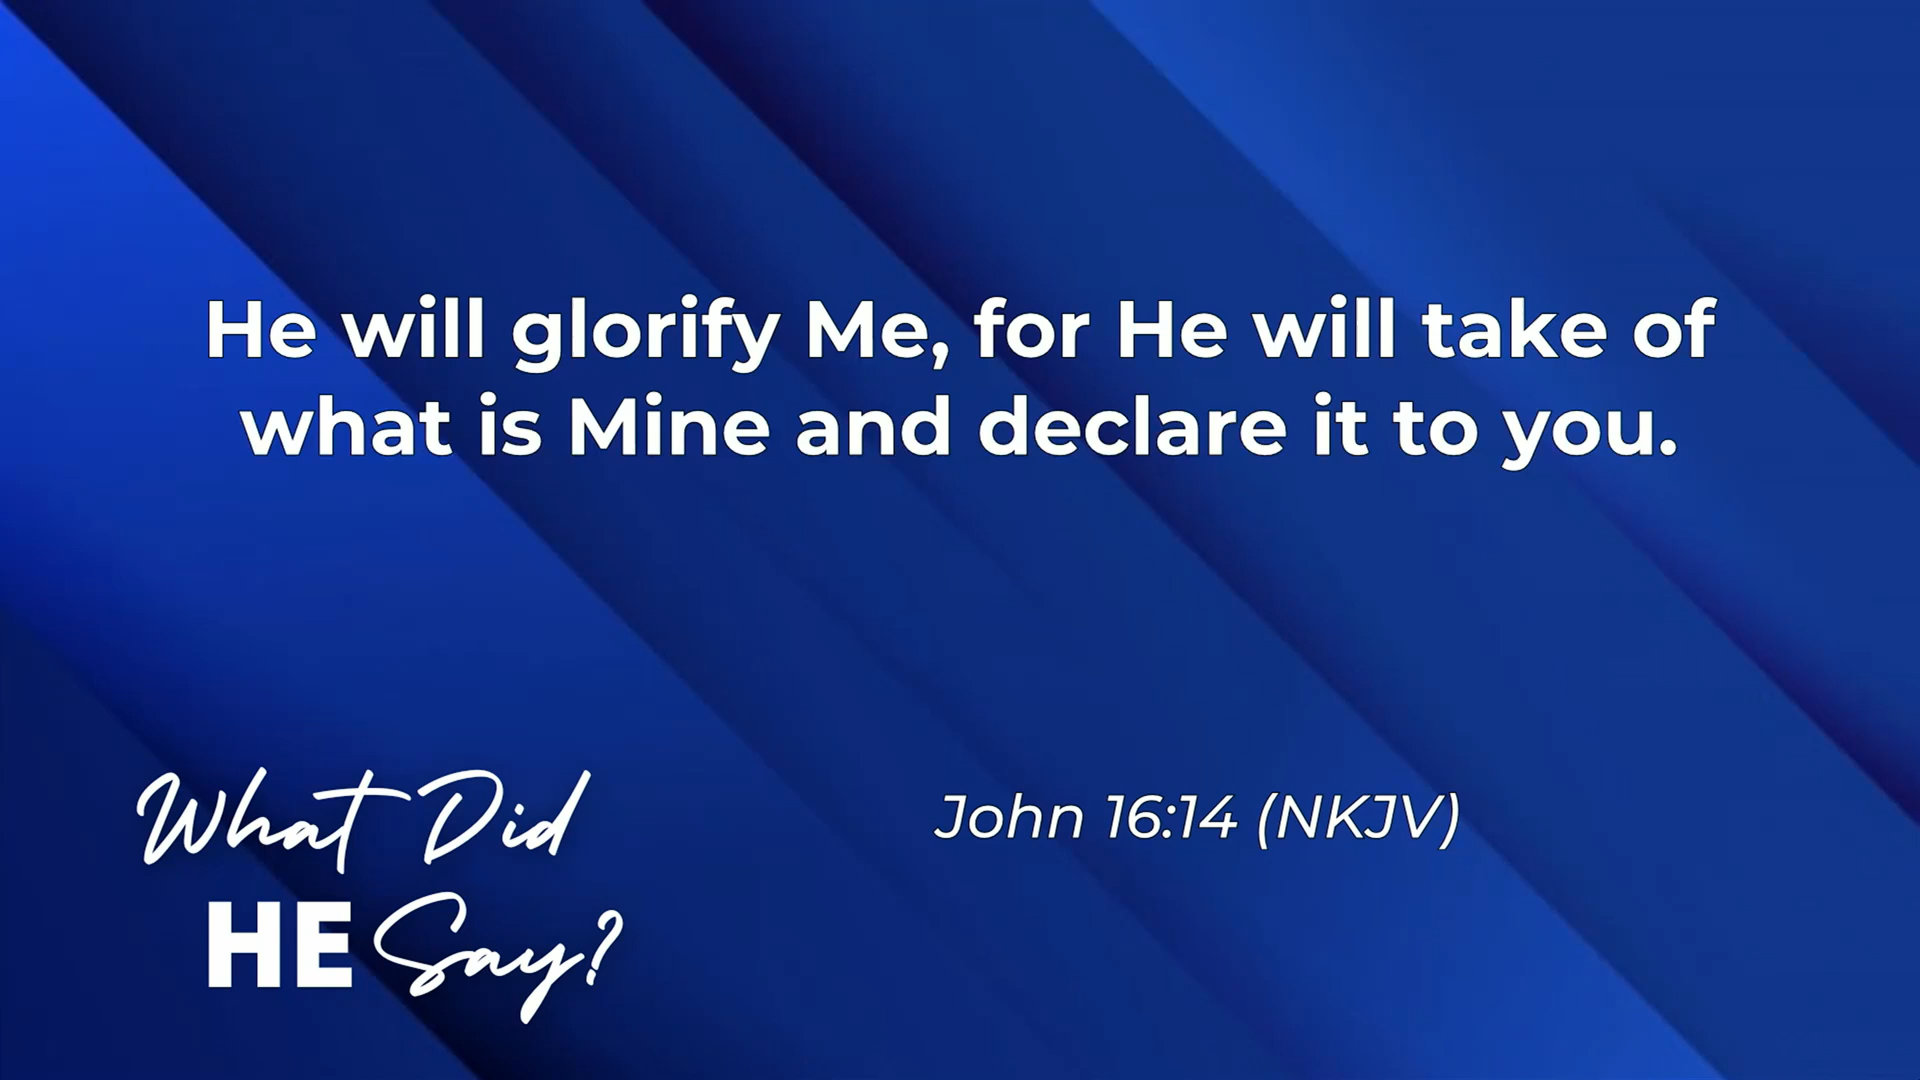 He will glorify Me, for He will take of
what is Mine and declare it to you.
John 16:14 (NKJV)
What Did
HE Say?